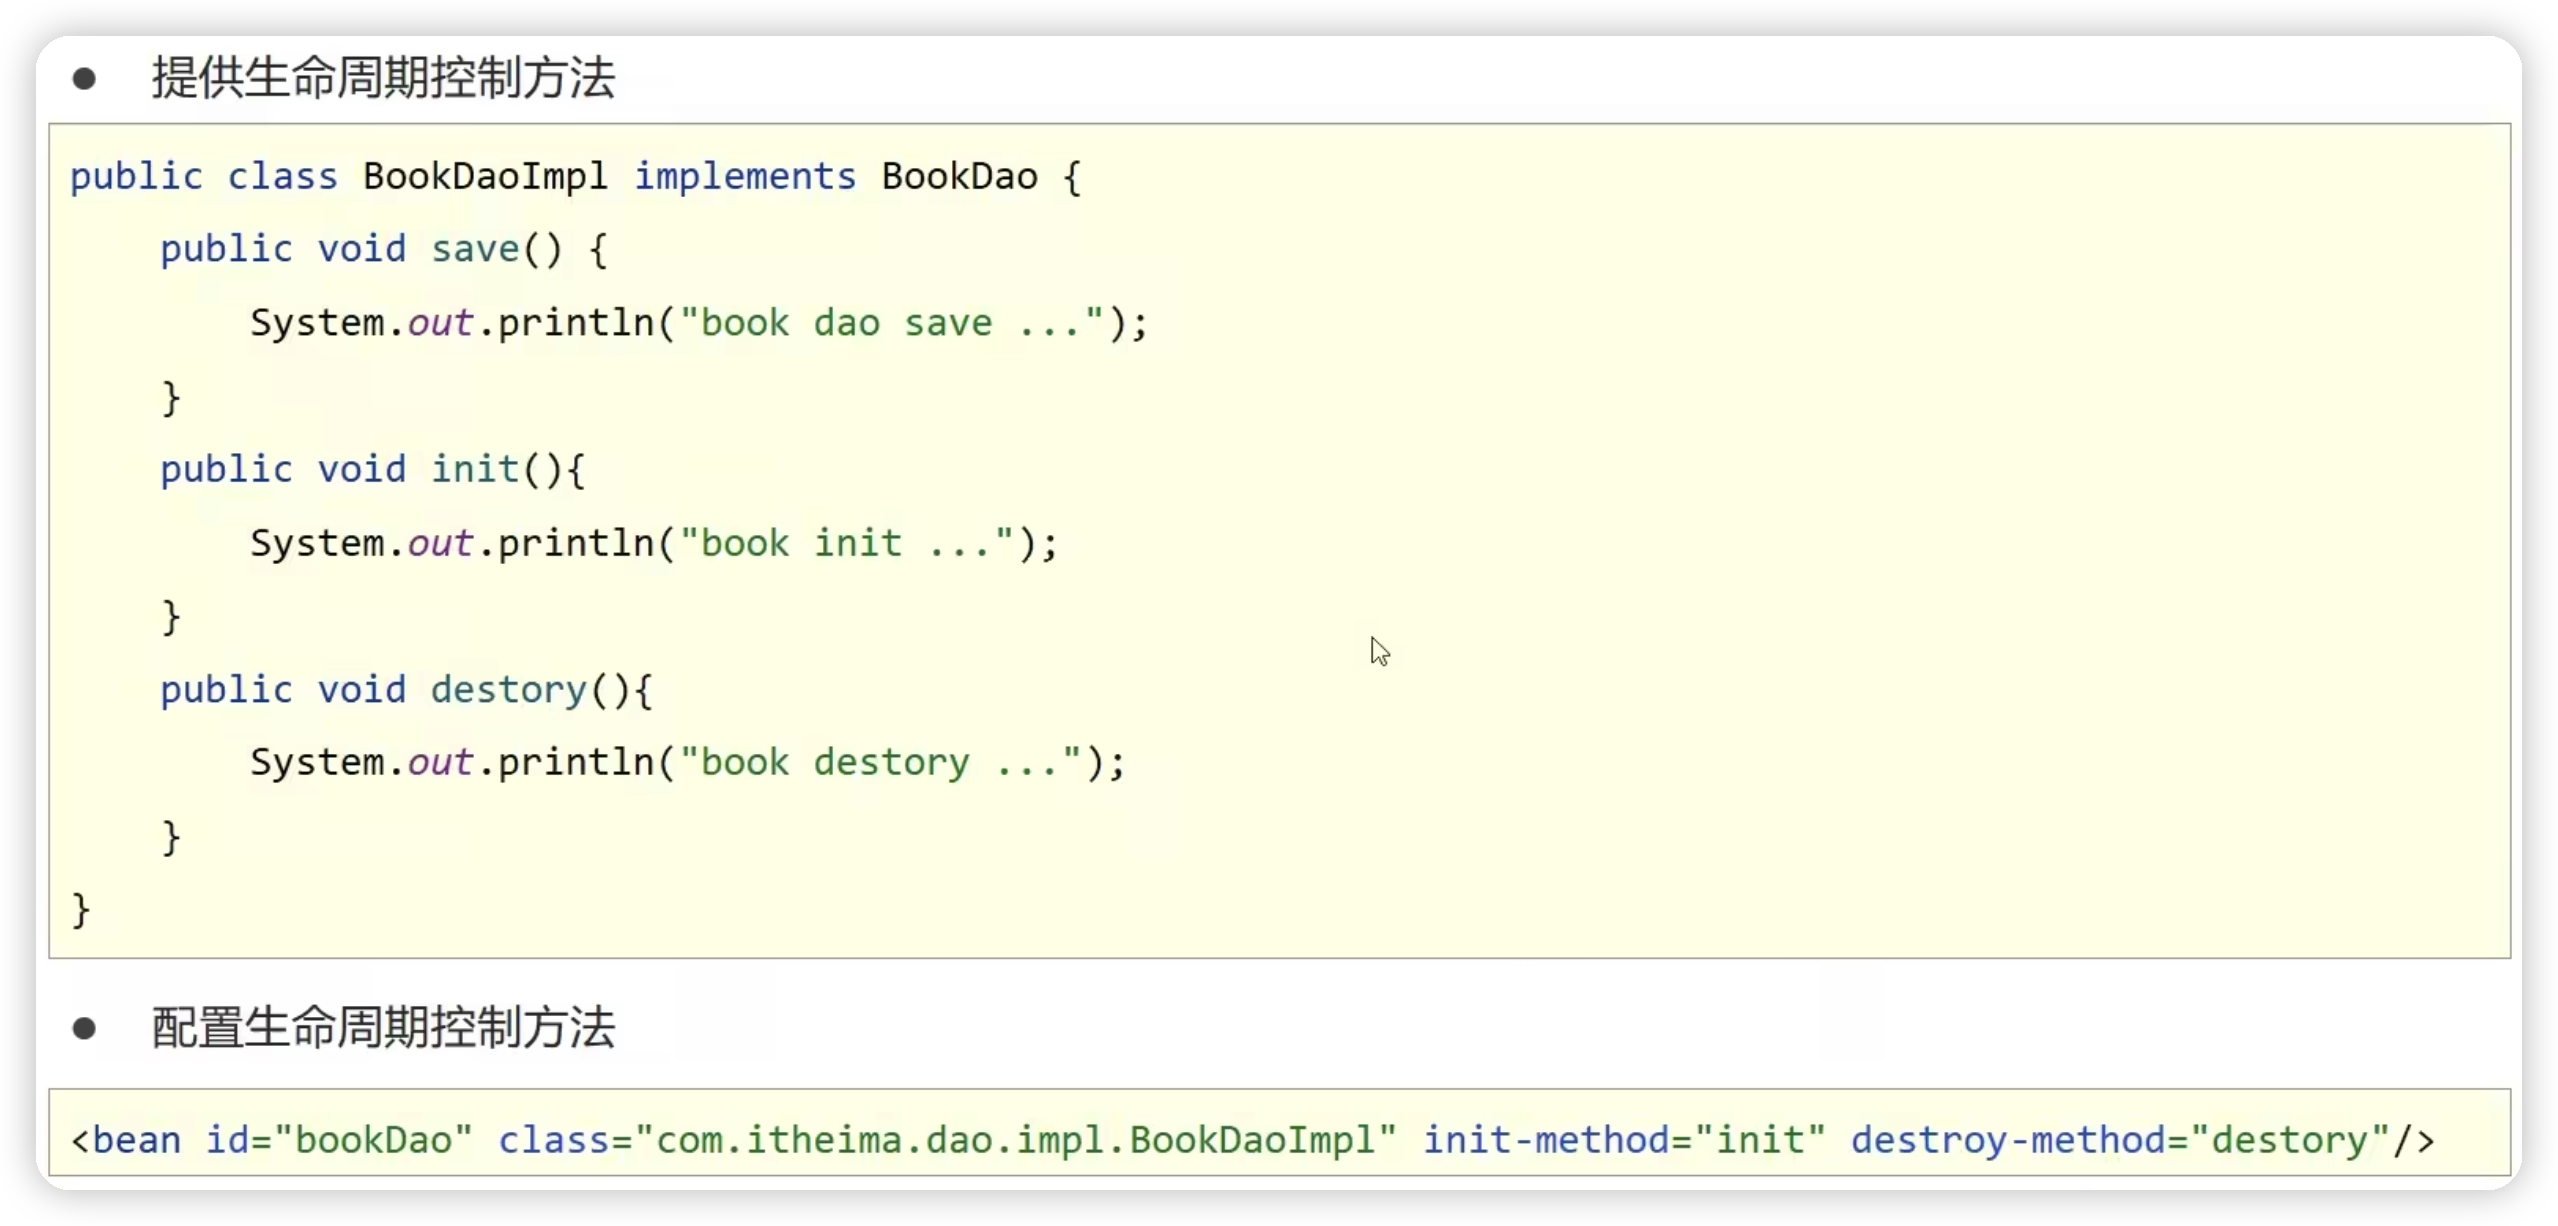 ● 提供生命周期控制方法
public class BookDaoImpl implements BookDao {
    public void save() {
        System.out.println("book dao save ...");
    }
    public void init(){
        System.out.println("book init ...");
    }
    public void destory(){
        System.out.println("book destory ...");
    }
}
● 配置生命周期控制方法
<bean id="bookDao" class="com.itheima.dao.impl.BookDaoImpl" init-method="init" destroy-method="destory"/>